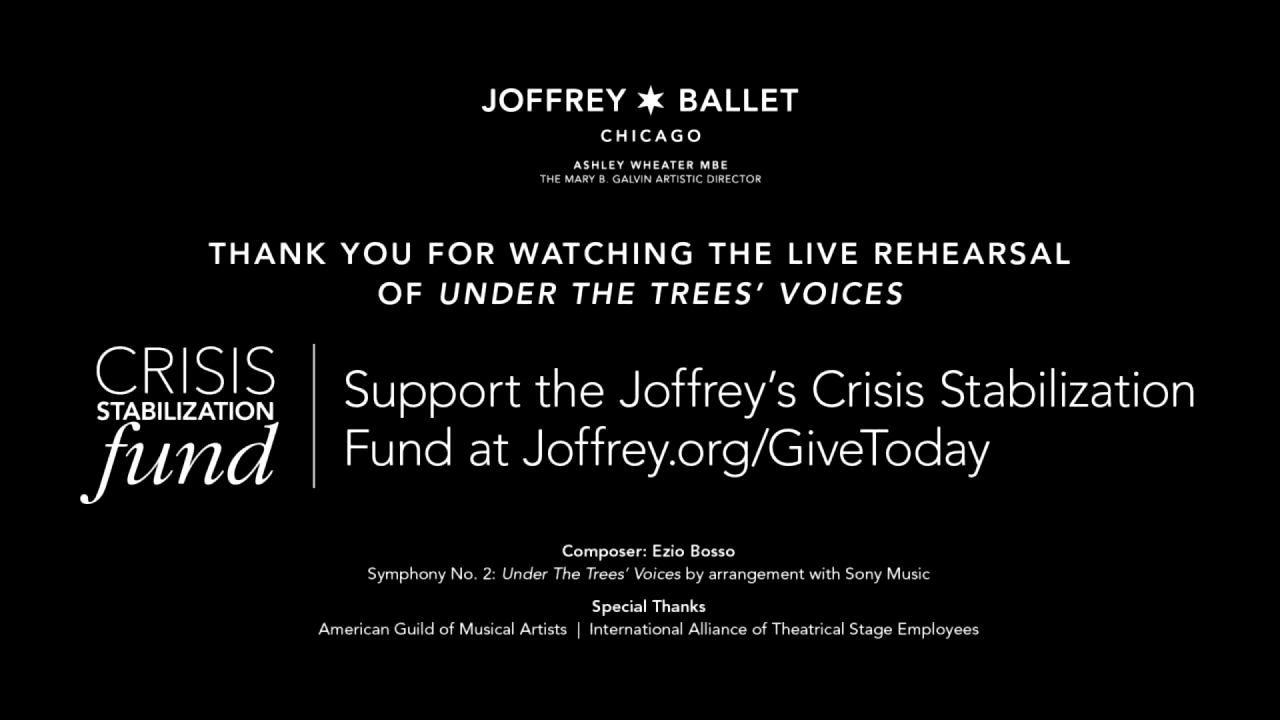 JOFFREY BALLET
CHICAGO
ASHLEY WHEATER MBE
THE MARY B. GALVIN ARTISTIC DIRECTOR
THANK YOU FOR WATCHING THE LIVE REHEARSAL
OF UNDER THE TREES’ VOICES
CRISIS
STABILIZATION
fund
Support the Joffrey’s Crisis Stabilization
Fund at Joffrey.org/GiveToday
Composer: Ezio Bosso
Symphony No. 2: Under The Trees’ Voices by arrangement with Sony Music
Special Thanks
American Guild of Musical Artists | International Alliance of Theatrical Stage Employees